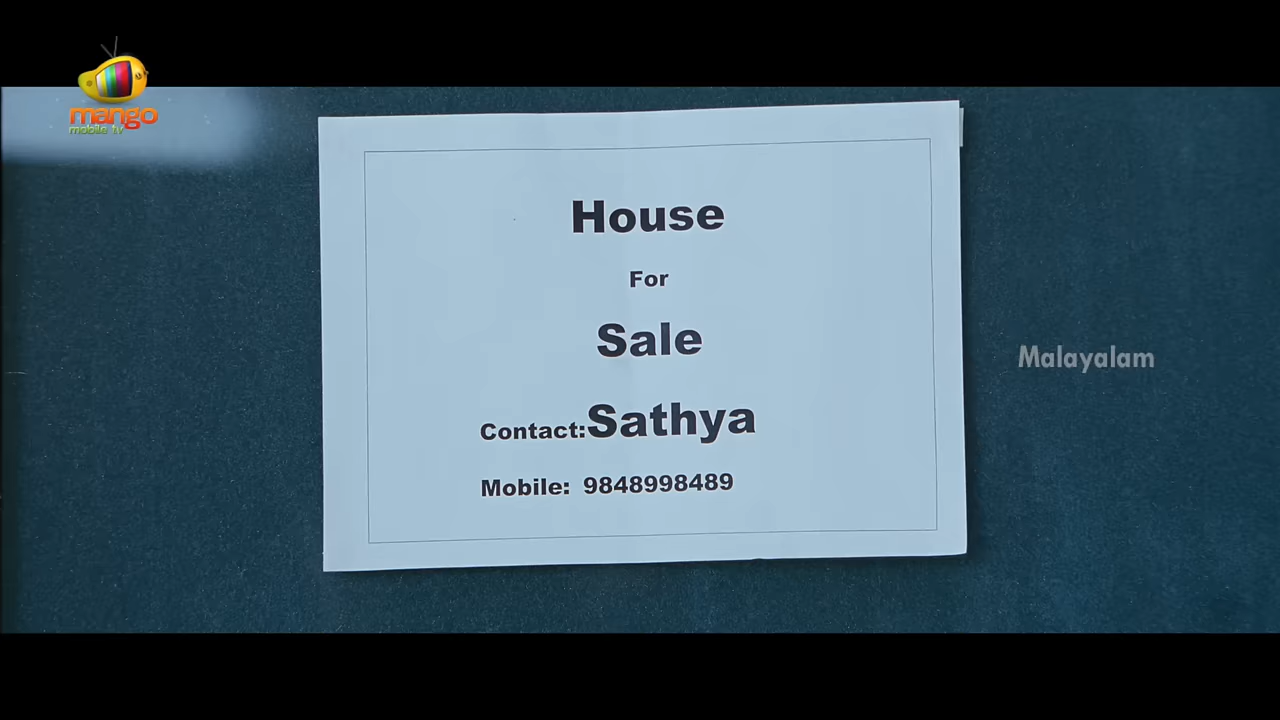 mango
mobile tv
House
For
Sale
Malayalam
Contact:Sathya
Mobile: 9848998489